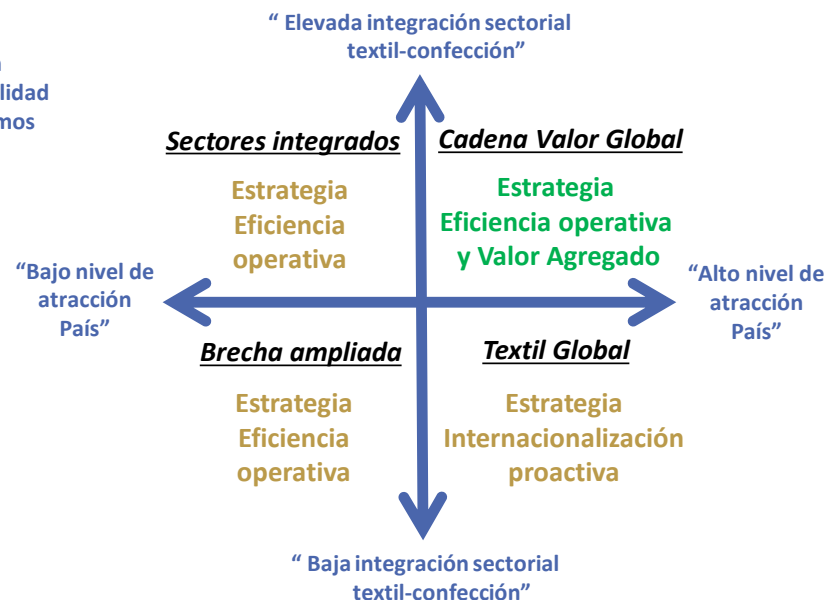 “ Elevada integración sectorial
textil-confección”
lidad
mos
Sectores integrados
Estrategia
Eficiencia
operativa
Cadena Valor Global
Estrategia
Eficiencia operativa
y Valor Agregado
“Bajo nivel de
atracción
País”
“Alto nivel de
atracción
País”
Brecha ampliada
Estrategia
Eficiencia
operativa
Textil Global
Estrategia
Internacionalización
proactiva
“ Baja integración sectorial
textil-confección”